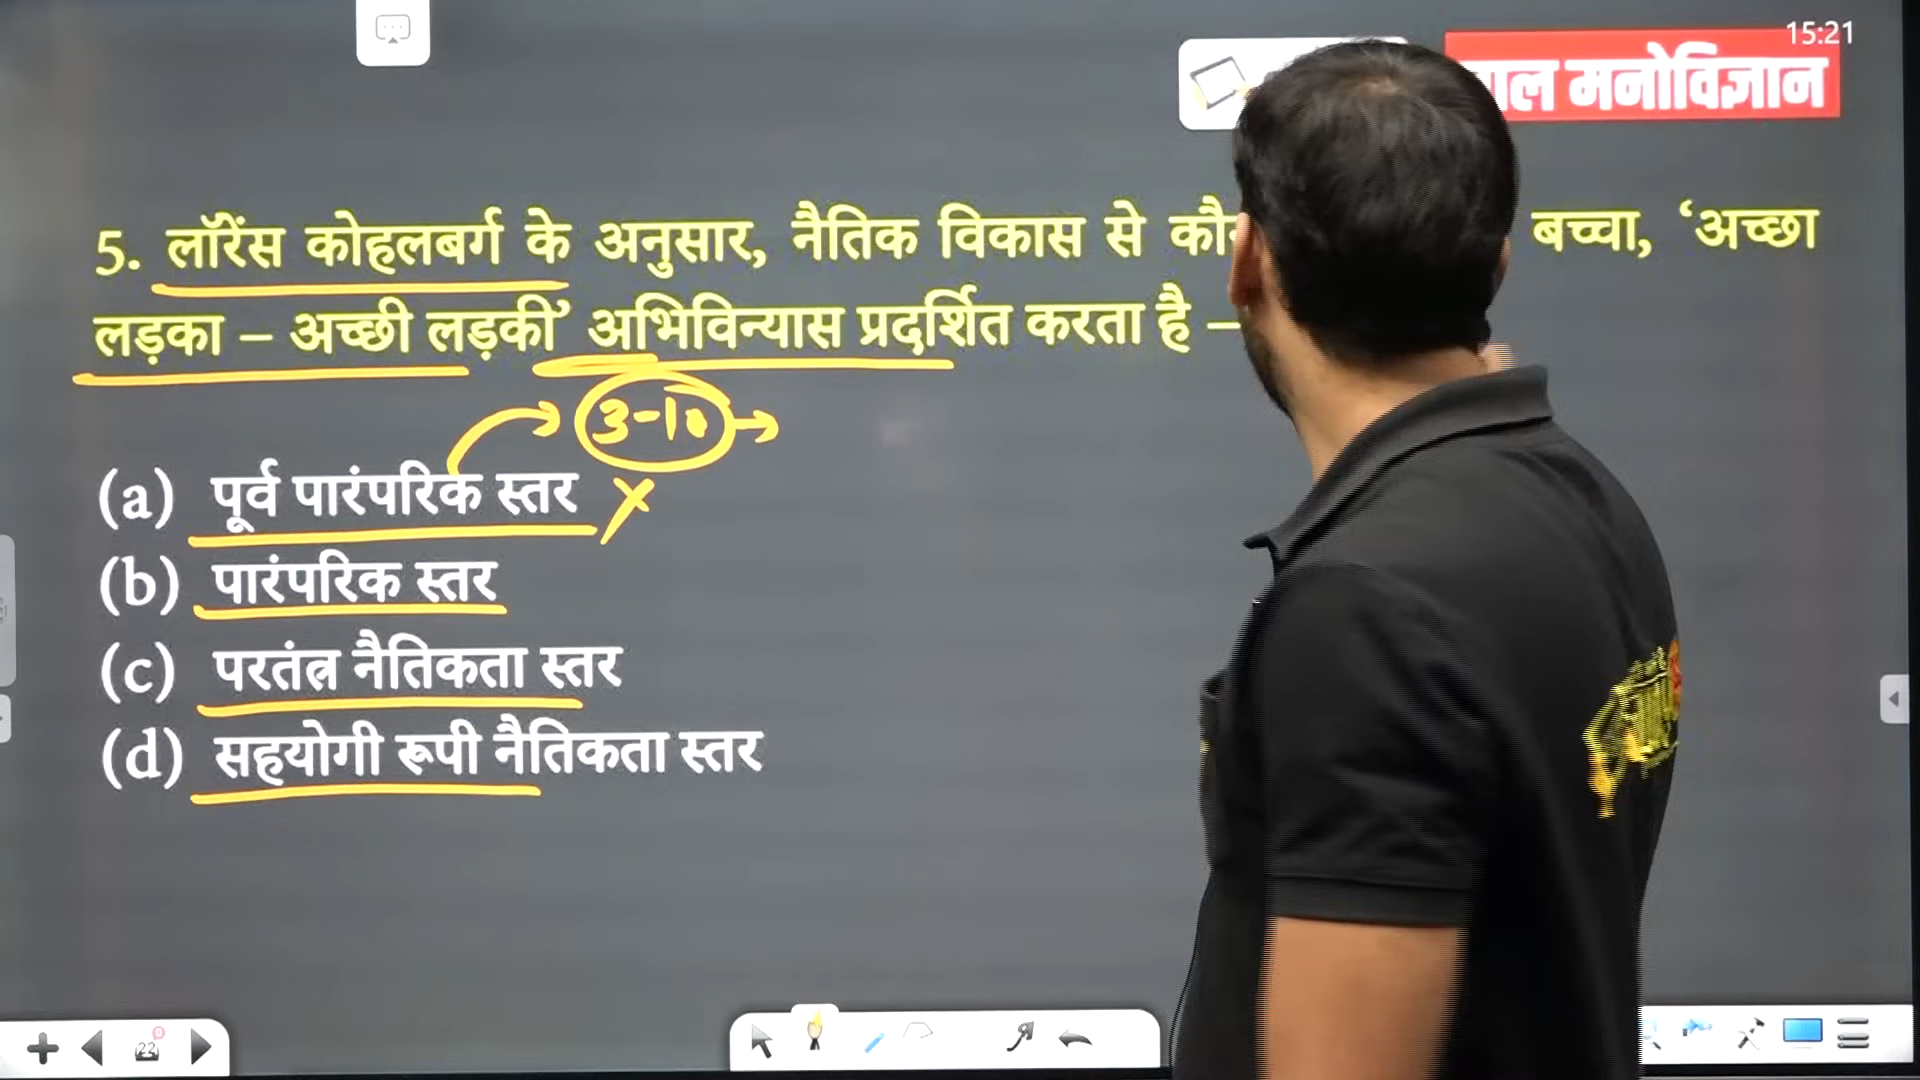 15:21
मनोविज्ञान
5. लॉरेंस कोहलबर्ग के अनुसार, नैतिक विकास से बच्चा, ‘अच्छा
लड़का – अच्छी लड़की’ अभिविन्यास प्रदर्शित करता है –
3-10
(a) पूर्व पारंपरिक स्तर
(b) पारंपरिक स्तर
(c) परतंत्र नैतिकता स्तर
(d) सहयोगी रूपी नैतिकता स्तर
22